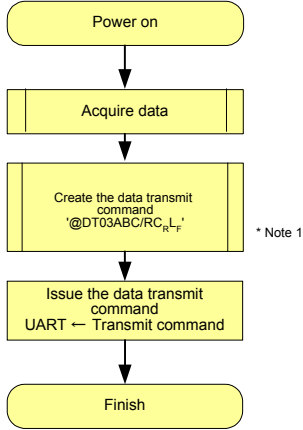 Power on
Acquire data
Create the data transmit
command
'@DT03ABC/RCRLF'
* Note 1
Issue the data transmit
command
UART ← Transmit command
Finish